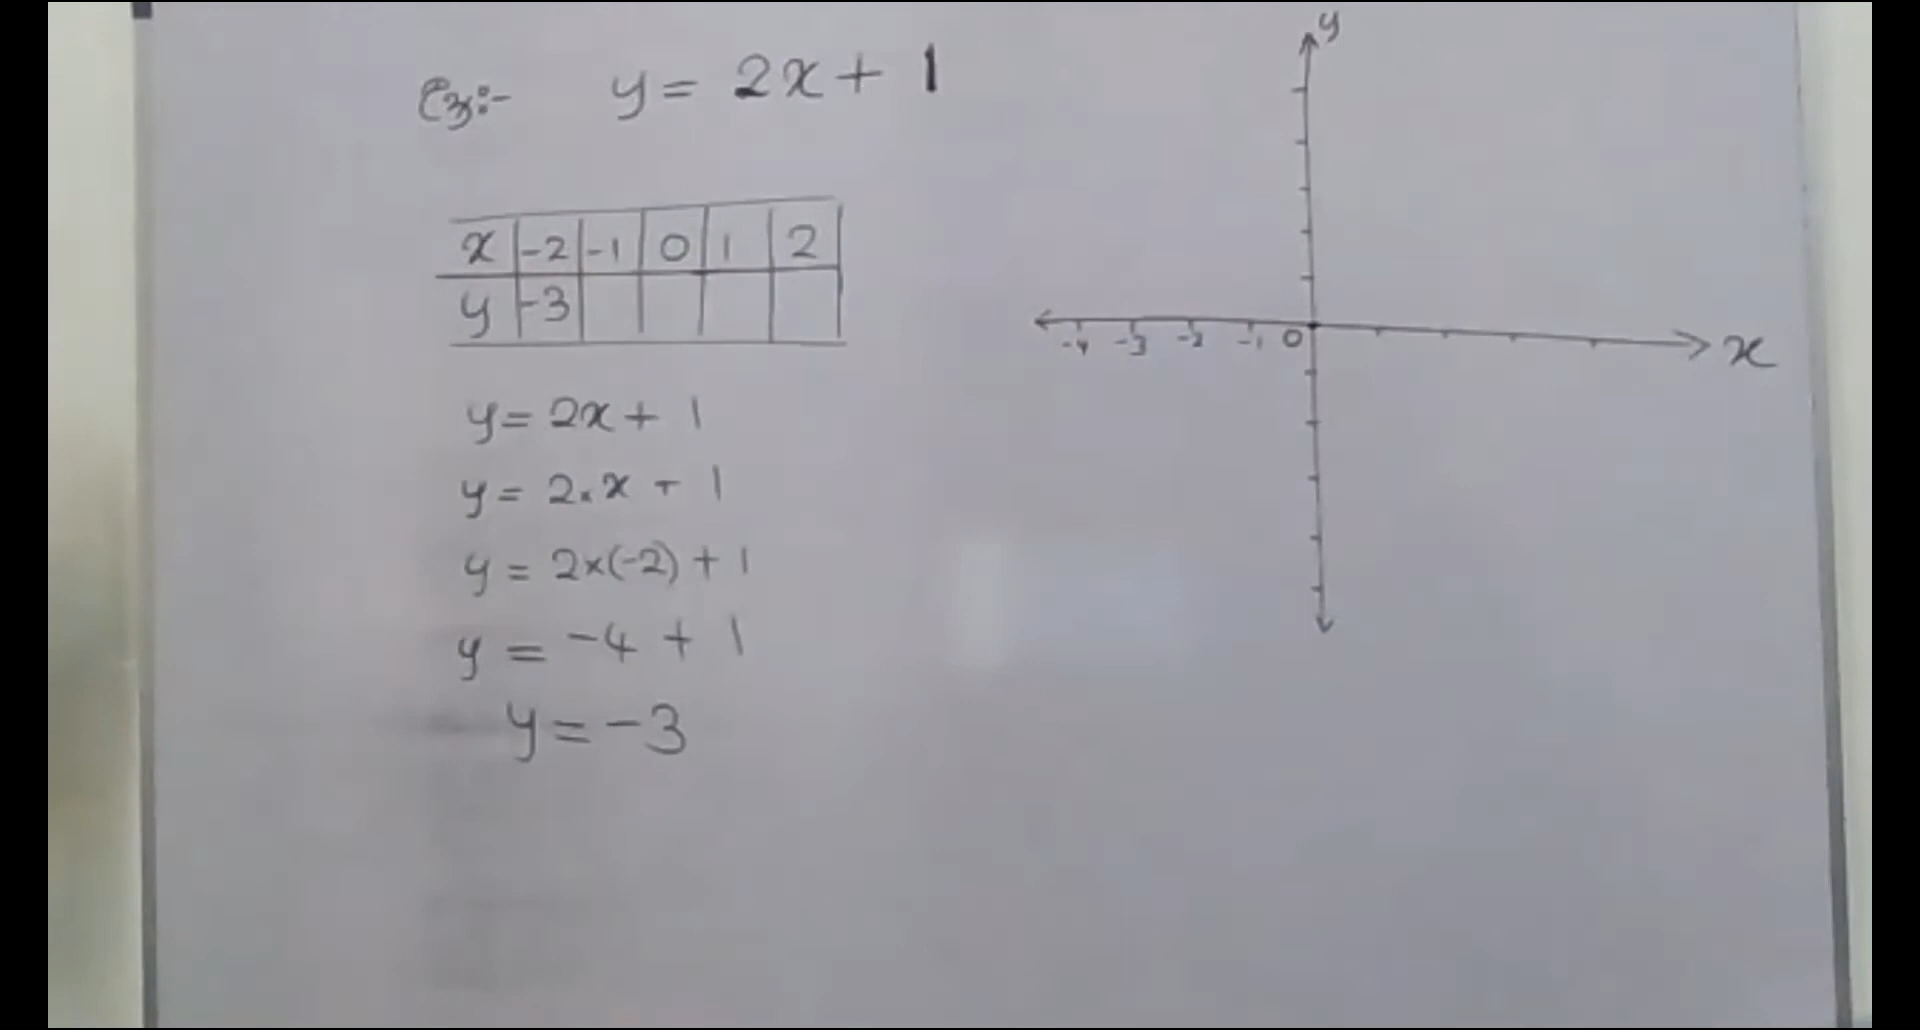 උදා:- y = 2x + 1
x -2 -1 0 1 2
y -3
y = 2x + 1
y = 2 × x + 1
y = 2×(-2) + 1
y = -4 + 1
y = -3
y
-4 -3 -2 -1 0 x